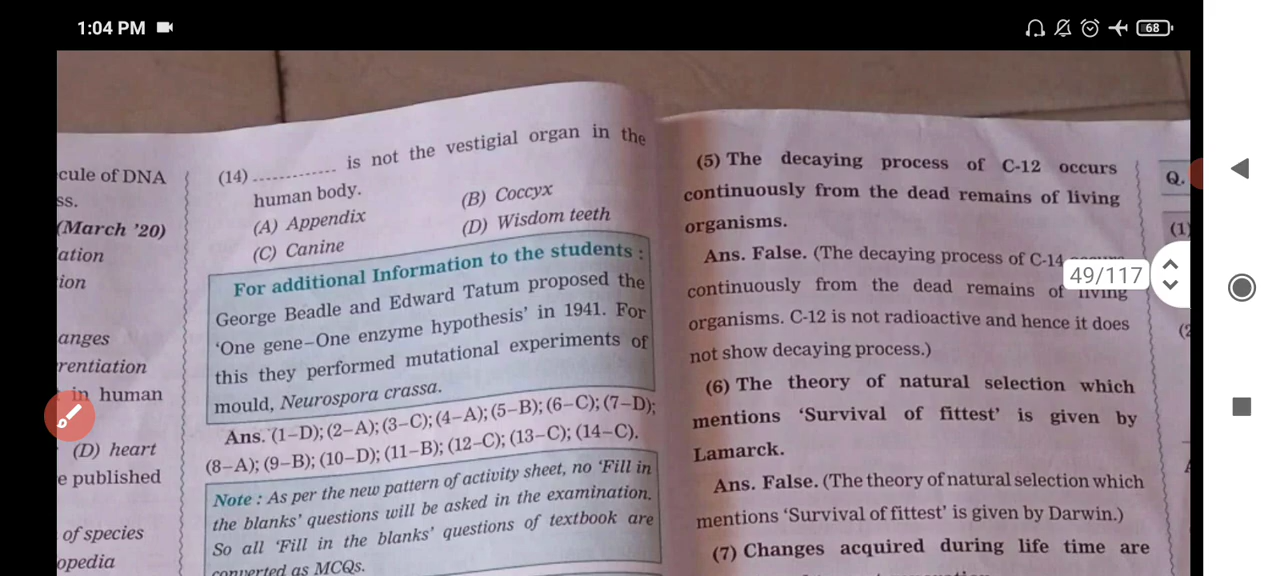 1:04 PM
68
cule of DNA
ss.
(March '20)
ation
ion
anges
rentiation
in human
(D) heart
e published
of species
opedia
(14) ------------ is not the vestigial organ in the
human body.
(A) Appendix (B) Coccyx
(C) Canine (D) Wisdom teeth
For additional Information to the students :
George Beadle and Edward Tatum proposed the
'One gene–One enzyme hypothesis' in 1941. For
this they performed mutational experiments of
mould, Neurospora crassa.
Ans. (1–D); (2–A); (3–C); (4–A); (5–B); (6–C); (7–D);
(8–A); (9–B); (10–D); (11–B); (12–C); (13–C); (14–C).
Note : As per the new pattern of activity sheet, no 'Fill in
the blanks' questions will be asked in the examination.
So all 'Fill in the blanks' questions of textbook are
converted as MCQs.
(5) The decaying process of C-12 occurs
continuously from the dead remains of living
organisms.
Ans. False. (The decaying process of C-14 occurs
continuously from the dead remains of living
organisms. C-12 is not radioactive and hence it does
not show decaying process.)
(6) The theory of natural selection which
mentions 'Survival of fittest' is given by
Lamarck.
Ans. False. (The theory of natural selection which
mentions 'Survival of fittest' is given by Darwin.)
(7) Changes acquired during life time are
Q.
(1)
49/117
(2